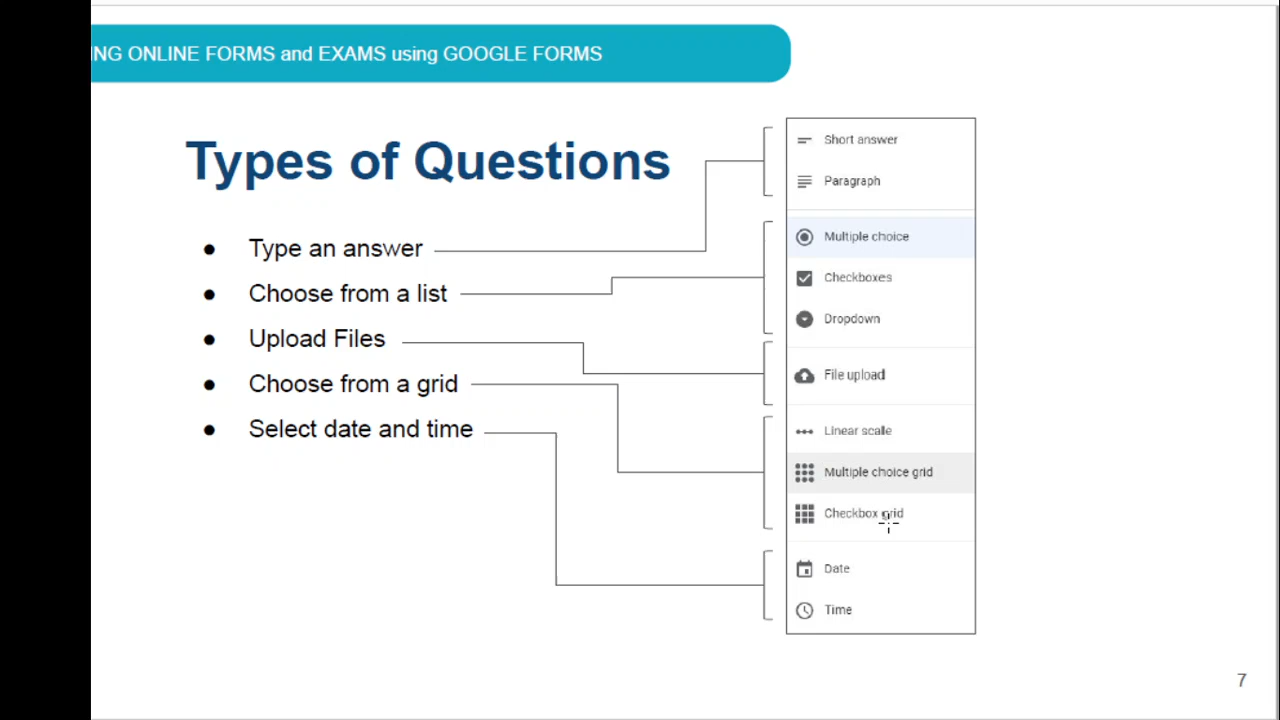 ING ONLINE FORMS and EXAMS using GOOGLE FORMS
Types of Questions
● Type an answer
● Choose from a list
● Upload Files
● Choose from a grid
● Select date and time
Short answer
Paragraph
Multiple choice
Checkboxes
Dropdown
File upload
Linear scale
Multiple choice grid
Checkbox grid
Date
Time
7